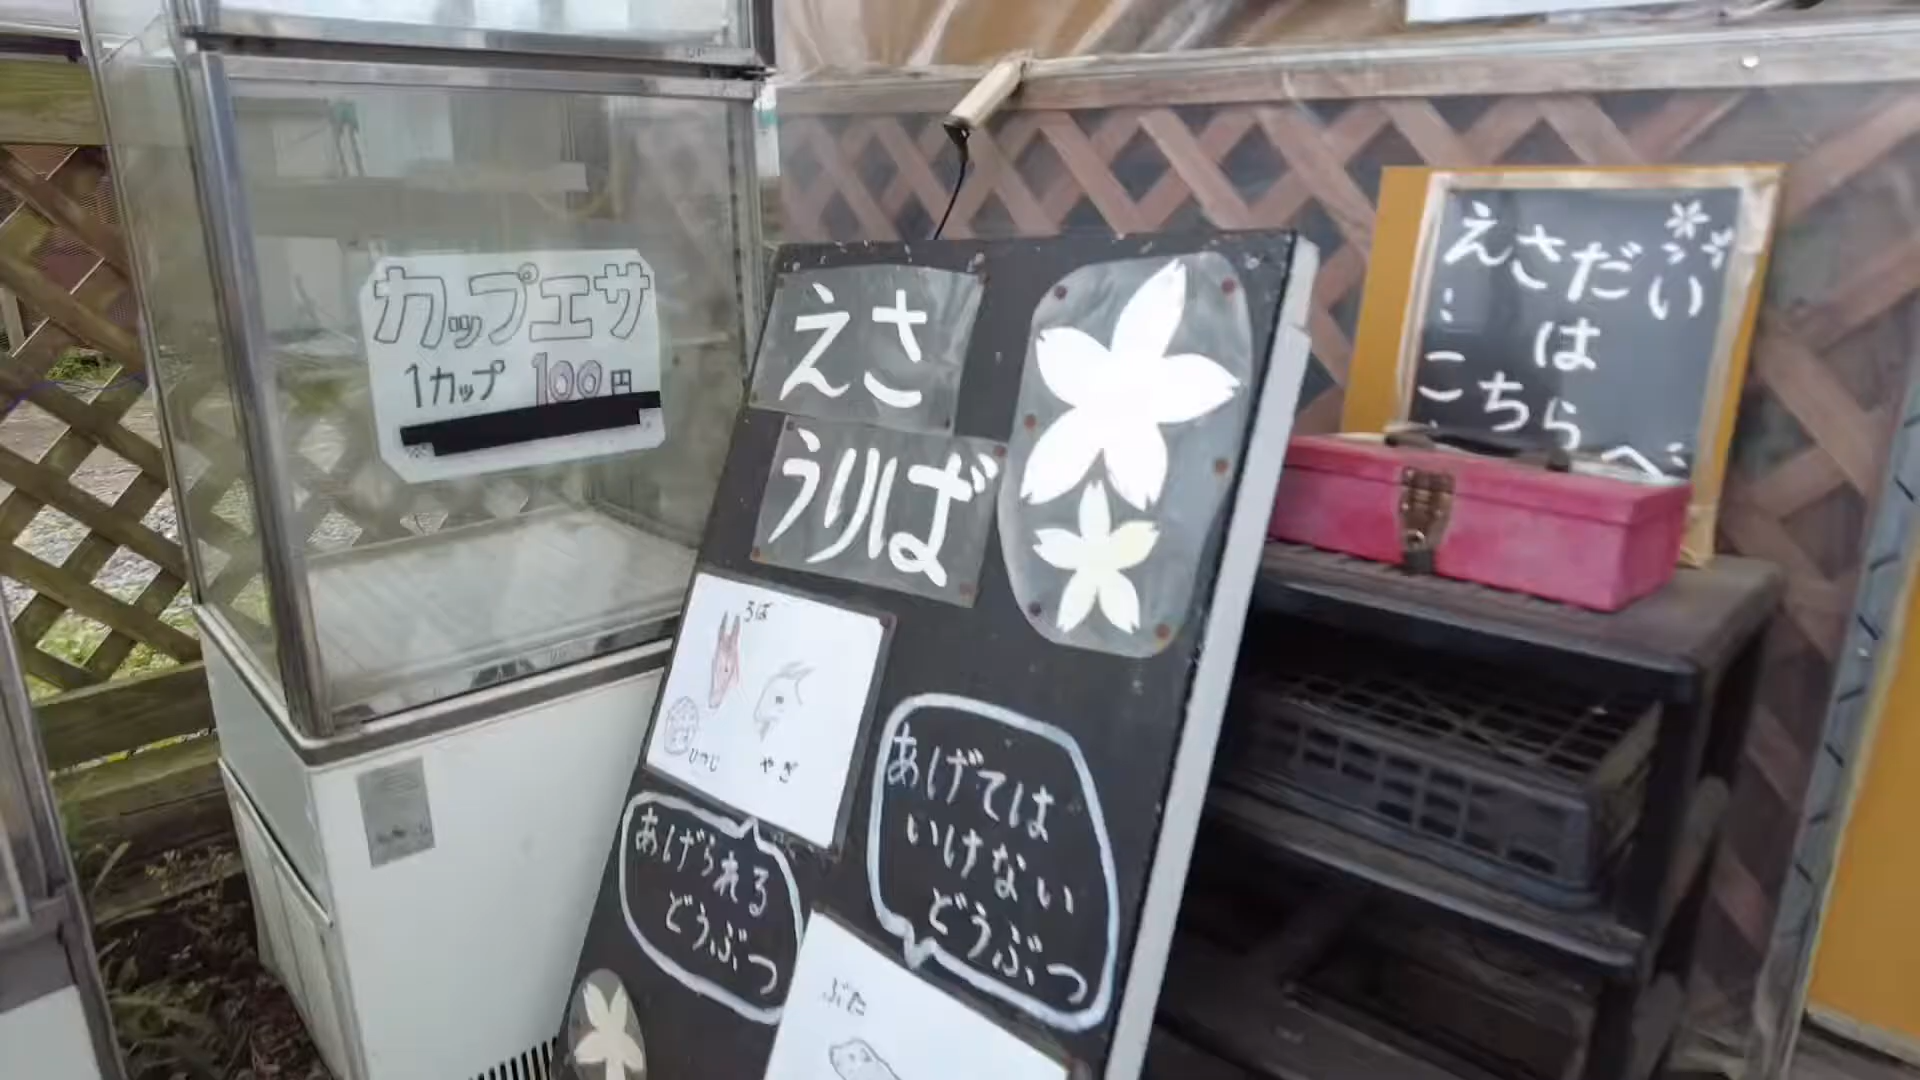 カップエサ
1カップ 100円
えさ
うりば
ろば
ひつじ
やぎ
あげられる
どうぶつ
あげては
いけない
どうぶつ
ぶた
えさだい
は
こちらへ